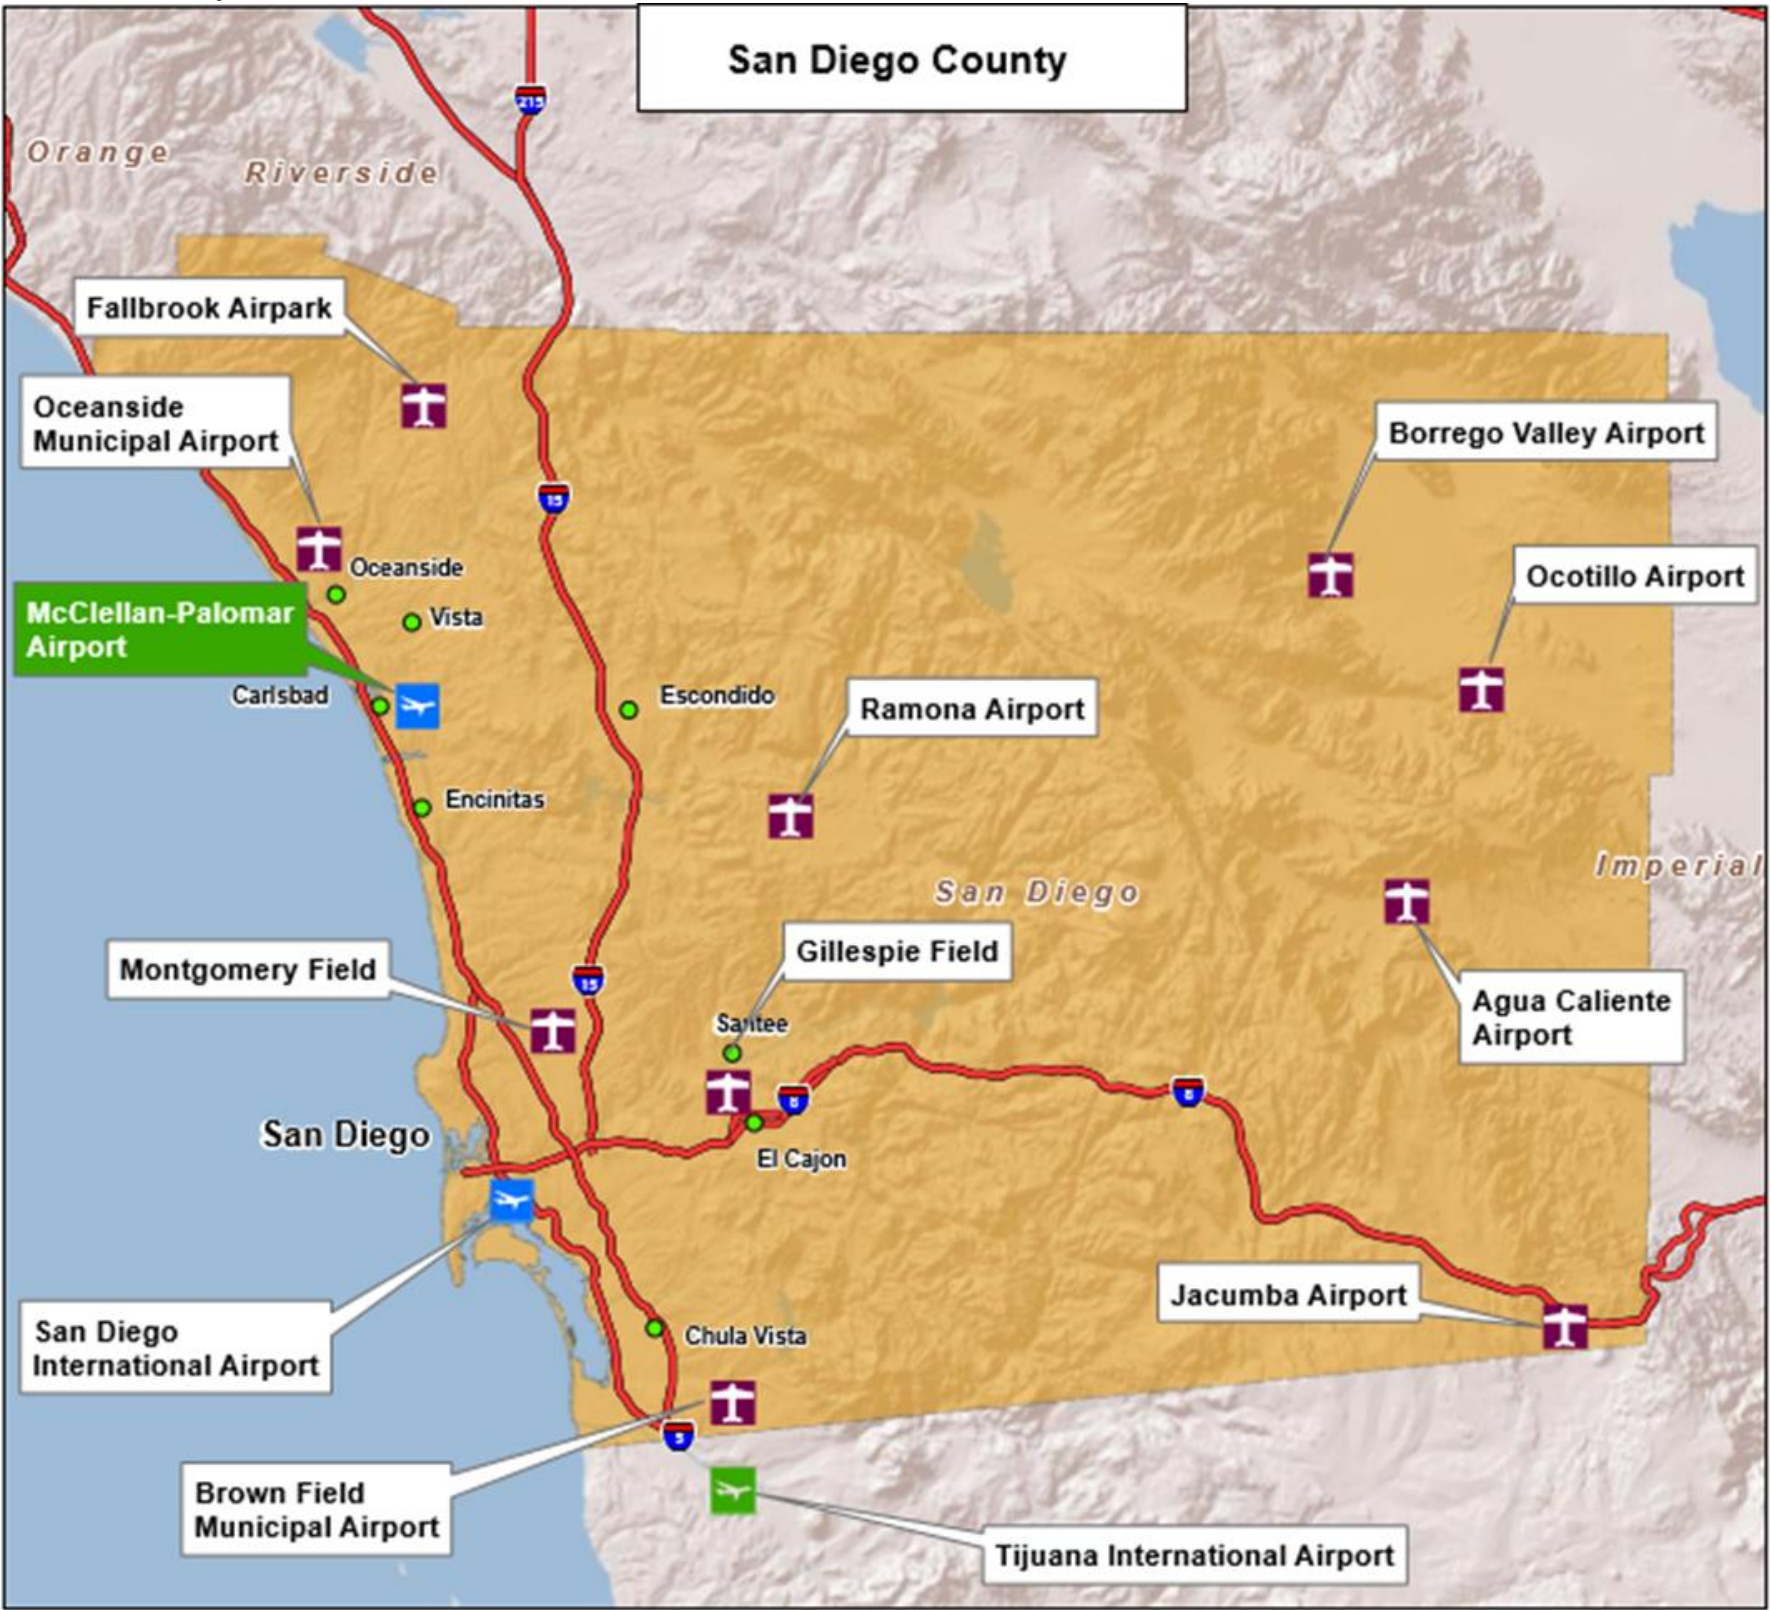 San Diego County
215
Orange
Riverside
Fallbrook Airpark
Oceanside
Municipal Airport
Borrego Valley Airport
15
Oceanside
Ocotillo Airport
McClellan-Palomar
Airport
Vista
Carlsbad
Escondido
Ramona Airport
Encinitas
Imperial
San Diego
Gillespie Field
Montgomery Field
15
Agua Caliente
Airport
Santee
8
8
San Diego
El Cajon
Jacumba Airport
San Diego
International Airport
Chula Vista
5
Brown Field
Municipal Airport
Tijuana International Airport